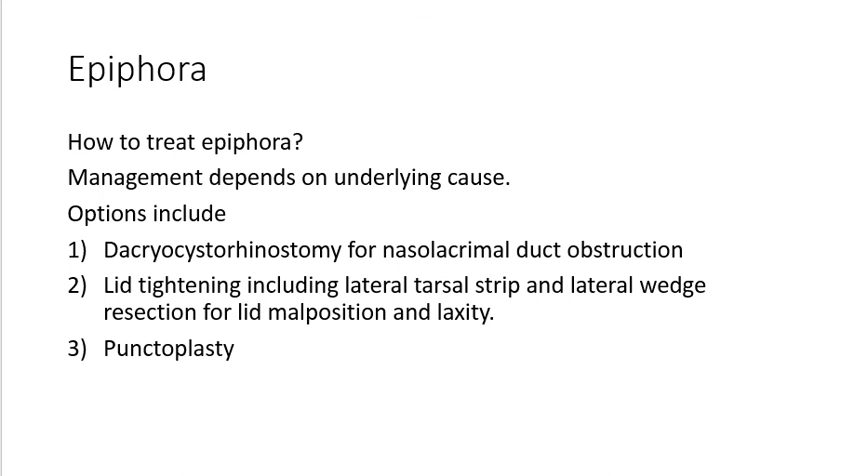 Epiphora
How to treat epiphora?
Management depends on underlying cause.
Options include
1) Dacryocystorhinostomy for nasolacrimal duct obstruction
2) Lid tightening including lateral tarsal strip and lateral wedge
resection for lid malposition and laxity.
3) Punctoplasty